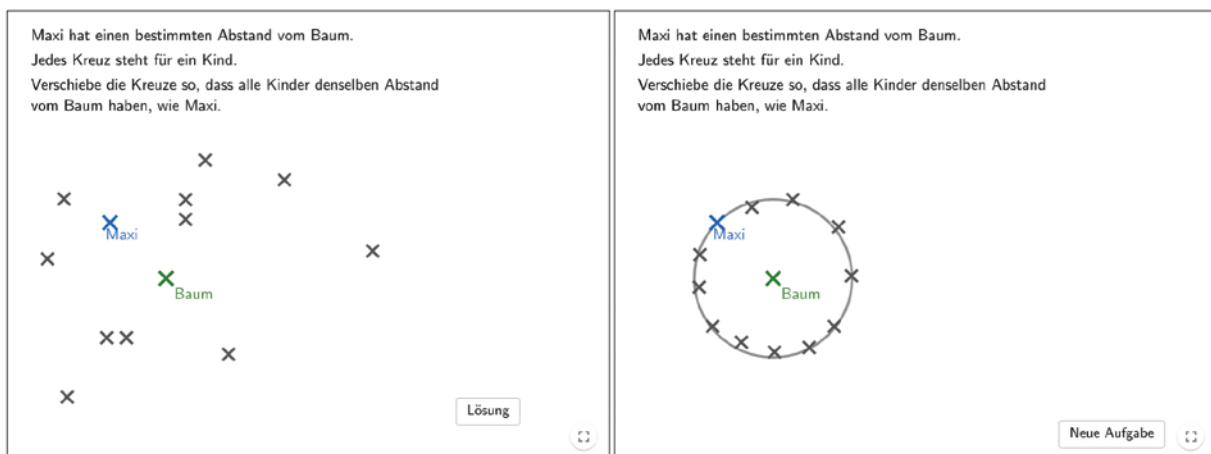 Maxi hat einen bestimmten Abstand vom Baum.
Jedes Kreuz steht für ein Kind.
Verschiebe die Kreuze so, dass alle Kinder denselben Abstand
vom Baum haben, wie Maxi.
Maxi
Baum
Lösung
Maxi hat einen bestimmten Abstand vom Baum.
Jedes Kreuz steht für ein Kind.
Verschiebe die Kreuze so, dass alle Kinder denselben Abstand
vom Baum haben, wie Maxi.
Maxi
Baum
Neue Aufgabe